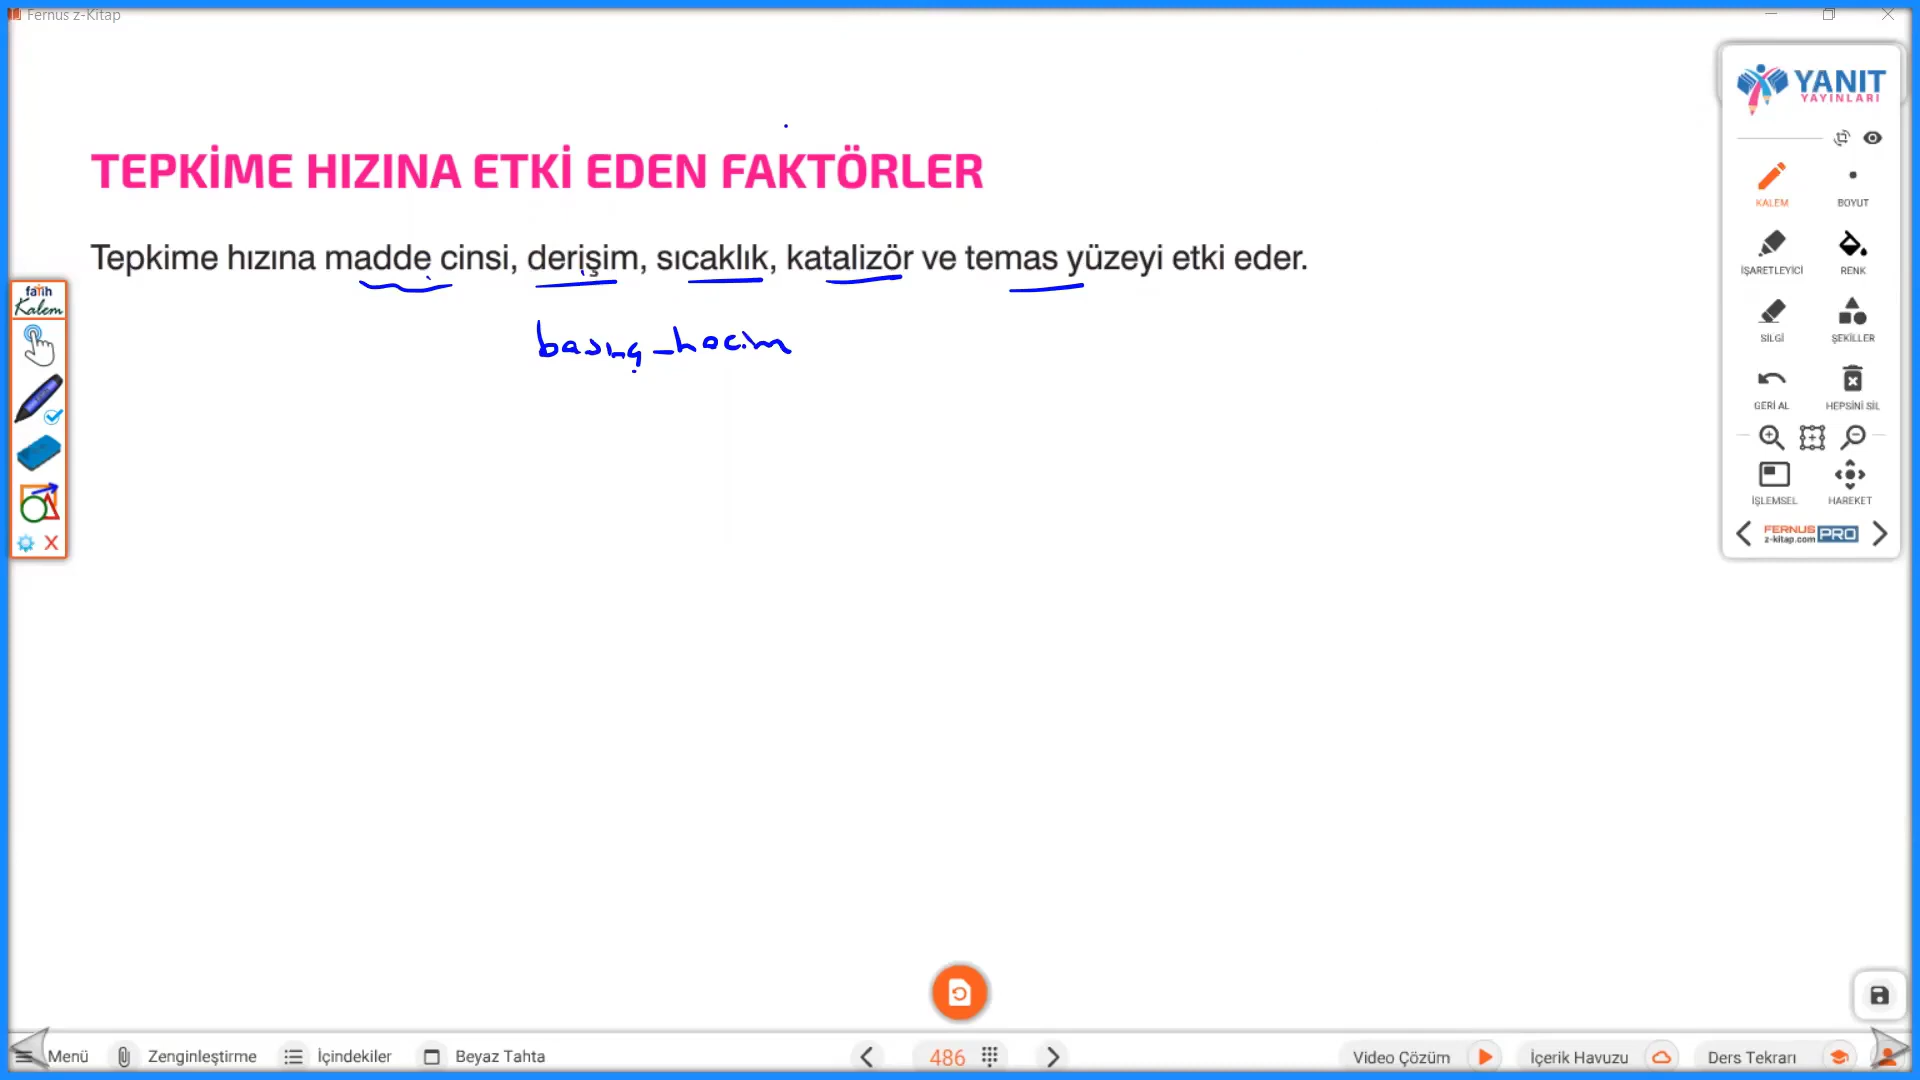 Fernus z-Kitap
YANIT
YAYINLARI
TEPKİME HIZINA ETKİ EDEN FAKTÖRLER
Tepkime hızına madde cinsi, derişim, sıcaklık, katalizör ve temas yüzeyi etki eder.
basınç - hacim
fatih
Kalem
KALEM
BOYUT
İŞARETLEYİCİ
RENK
SİLGİ
ŞEKİLLER
GERİ AL
HEPSİNİ SİL
İŞLEMSEL
HAREKET
FERNUS
z-kitap.com
PRO
Menü
Zenginleştirme
İçindekiler
Beyaz Tahta
486
Video Çözüm
İçerik Havuzu
Ders Tekrarı